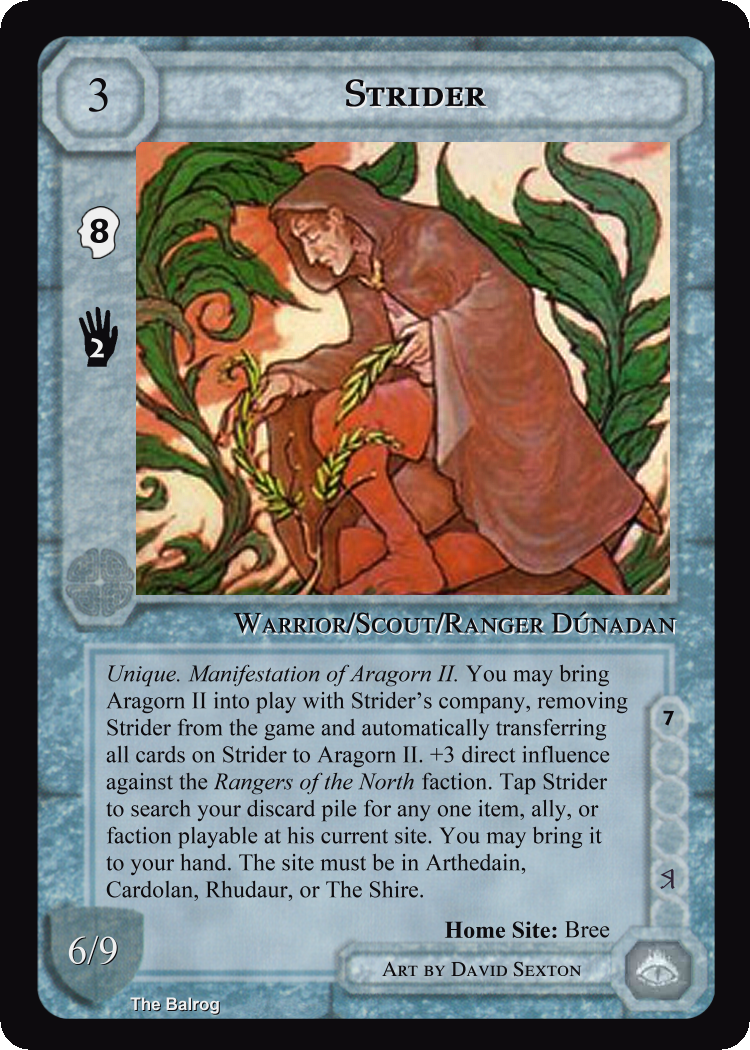 3
Strider
8
2
Warrior/Scout/Ranger Dúnadan
Unique. Manifestation of Aragorn II. You may bring
Aragorn II into play with Strider's company, removing
Strider from the game and automatically transferring
all cards on Strider to Aragorn II. +3 direct influence
against the Rangers of the North faction. Tap Strider
to search your discard pile for any one item, ally, or
faction playable at his current site. You may bring it
to your hand. The site must be in Arthedain,
Cardolan, Rhudaur, or The Shire.
7
Home Site: Bree
6/9
Art by David Sexton
The Balrog